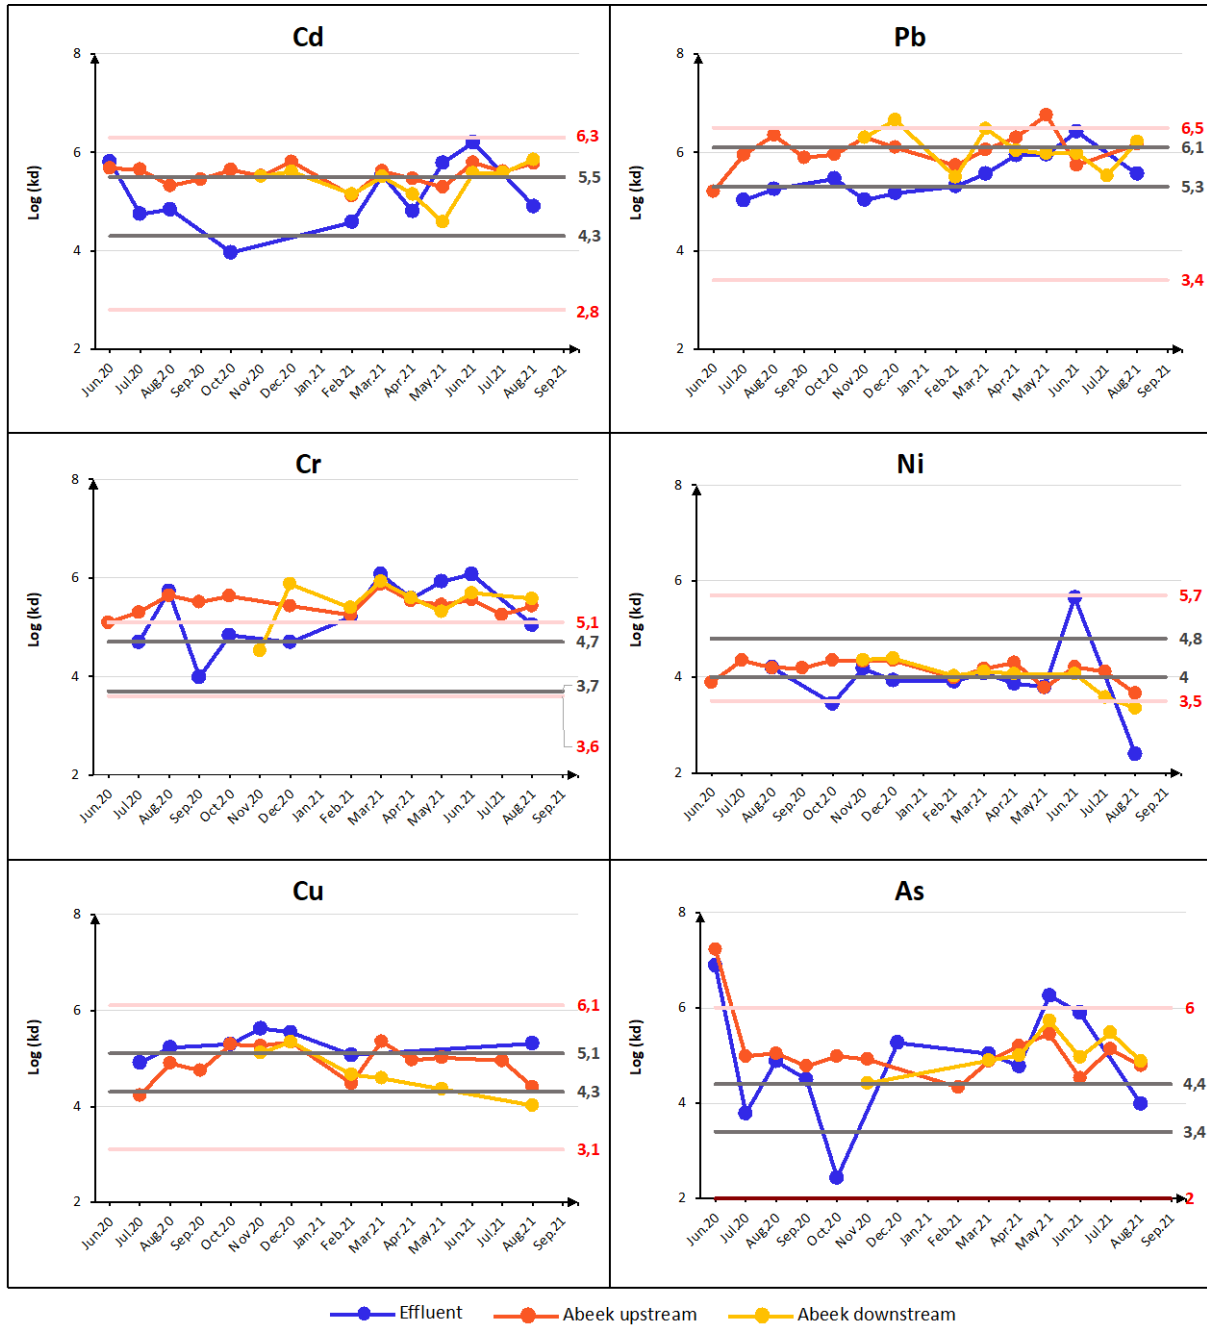 Cd
8
6
4
2
Log (kd)
6,3
5,5
4,3
2,8
Jun.20 Jul.20 Aug.20 Sep.20 Oct.20 Nov.20 Dec.20 Jan.21 Feb.21 Mar.21 Apr.21 May.21 Jun.21 Jul.21 Aug.21 Sep.21
Pb
8
6
4
2
Log (kd)
6,5
6,1
5,3
3,4
Jun.20 Jul.20 Aug.20 Sep.20 Oct.20 Nov.20 Dec.20 Jan.21 Feb.21 Mar.21 Apr.21 May.21 Jun.21 Jul.21 Aug.21 Sep.21
Cr
8
6
4
2
Log (kd)
5,1
4,7
3,7
3,6
Jun.20 Jul.20 Aug.20 Sep.20 Oct.20 Nov.20 Dec.20 Jan.21 Feb.21 Mar.21 Apr.21 May.21 Jun.21 Jul.21 Aug.21 Sep.21
Ni
8
6
4
2
Log (kd)
5,7
4,8
4
3,5
Jun.20 Jul.20 Aug.20 Sep.20 Oct.20 Nov.20 Dec.20 Jan.21 Feb.21 Mar.21 Apr.21 May.21 Jun.21 Jul.21 Aug.21 Sep.21
Cu
8
6
4
2
Log (kd)
6,1
5,1
4,3
3,1
Jun.20 Jul.20 Aug.20 Sep.20 Oct.20 Nov.20 Dec.20 Jan.21 Feb.21 Mar.21 Apr.21 May.21 Jun.21 Jul.21 Aug.21 Sep.21
As
8
6
4
2
Log (kd)
6
4,4
3,4
2
Jun.20 Jul.20 Aug.20 Sep.20 Oct.20 Nov.20 Dec.20 Jan.21 Feb.21 Mar.21 Apr.21 May.21 Jun.21 Jul.21 Aug.21 Sep.21
Effluent Abeek upstream Abeek downstream